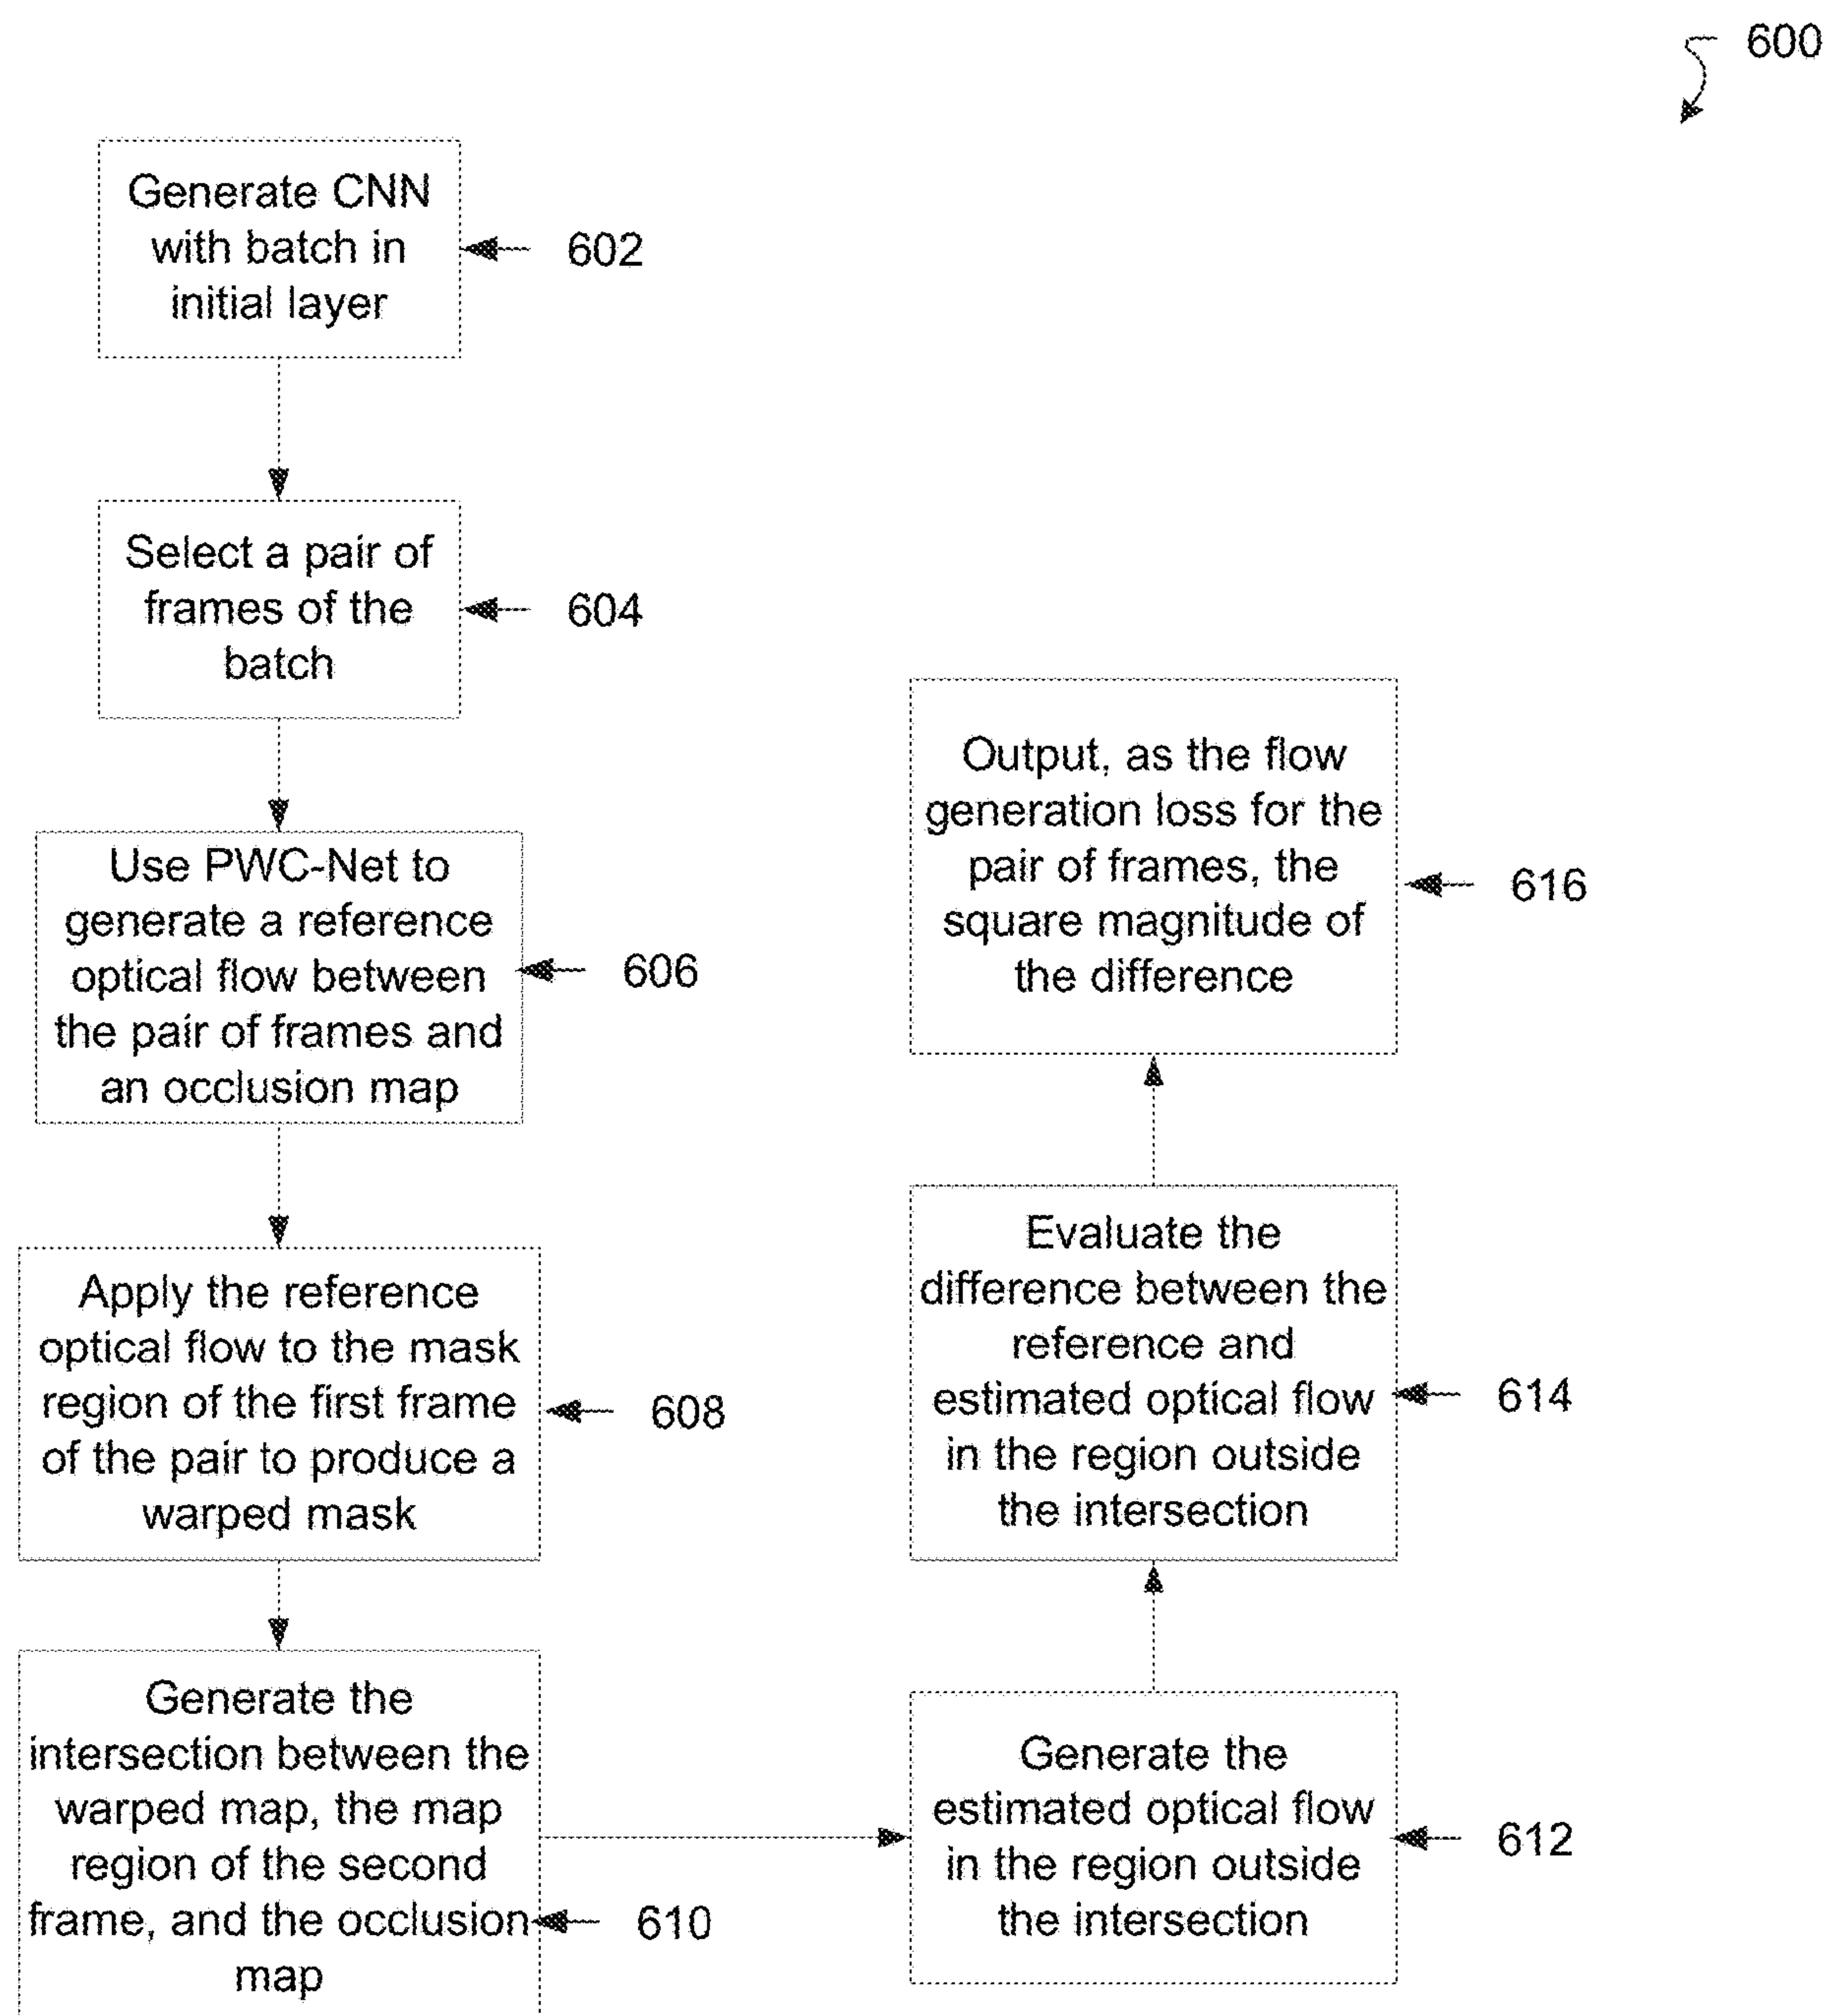 600
Generate CNN
with batch in
initial layer
602
Select a pair of
frames of the
batch
604
Use PWC-Net to
generate a reference
optical flow between
the pair of frames and
an occlusion map
606
Apply the reference
optical flow to the mask
region of the first frame
of the pair to produce a
warped mask
608
Generate the
intersection between the
warped map, the map
region of the second
frame, and the occlusion
map
610
Generate the
estimated optical flow
in the region outside
the intersection
612
Evaluate the
difference between the
reference and
estimated optical flow
in the region outside
the intersection
614
Output, as the flow
generation loss for the
pair of frames, the
square magnitude of
the difference
616